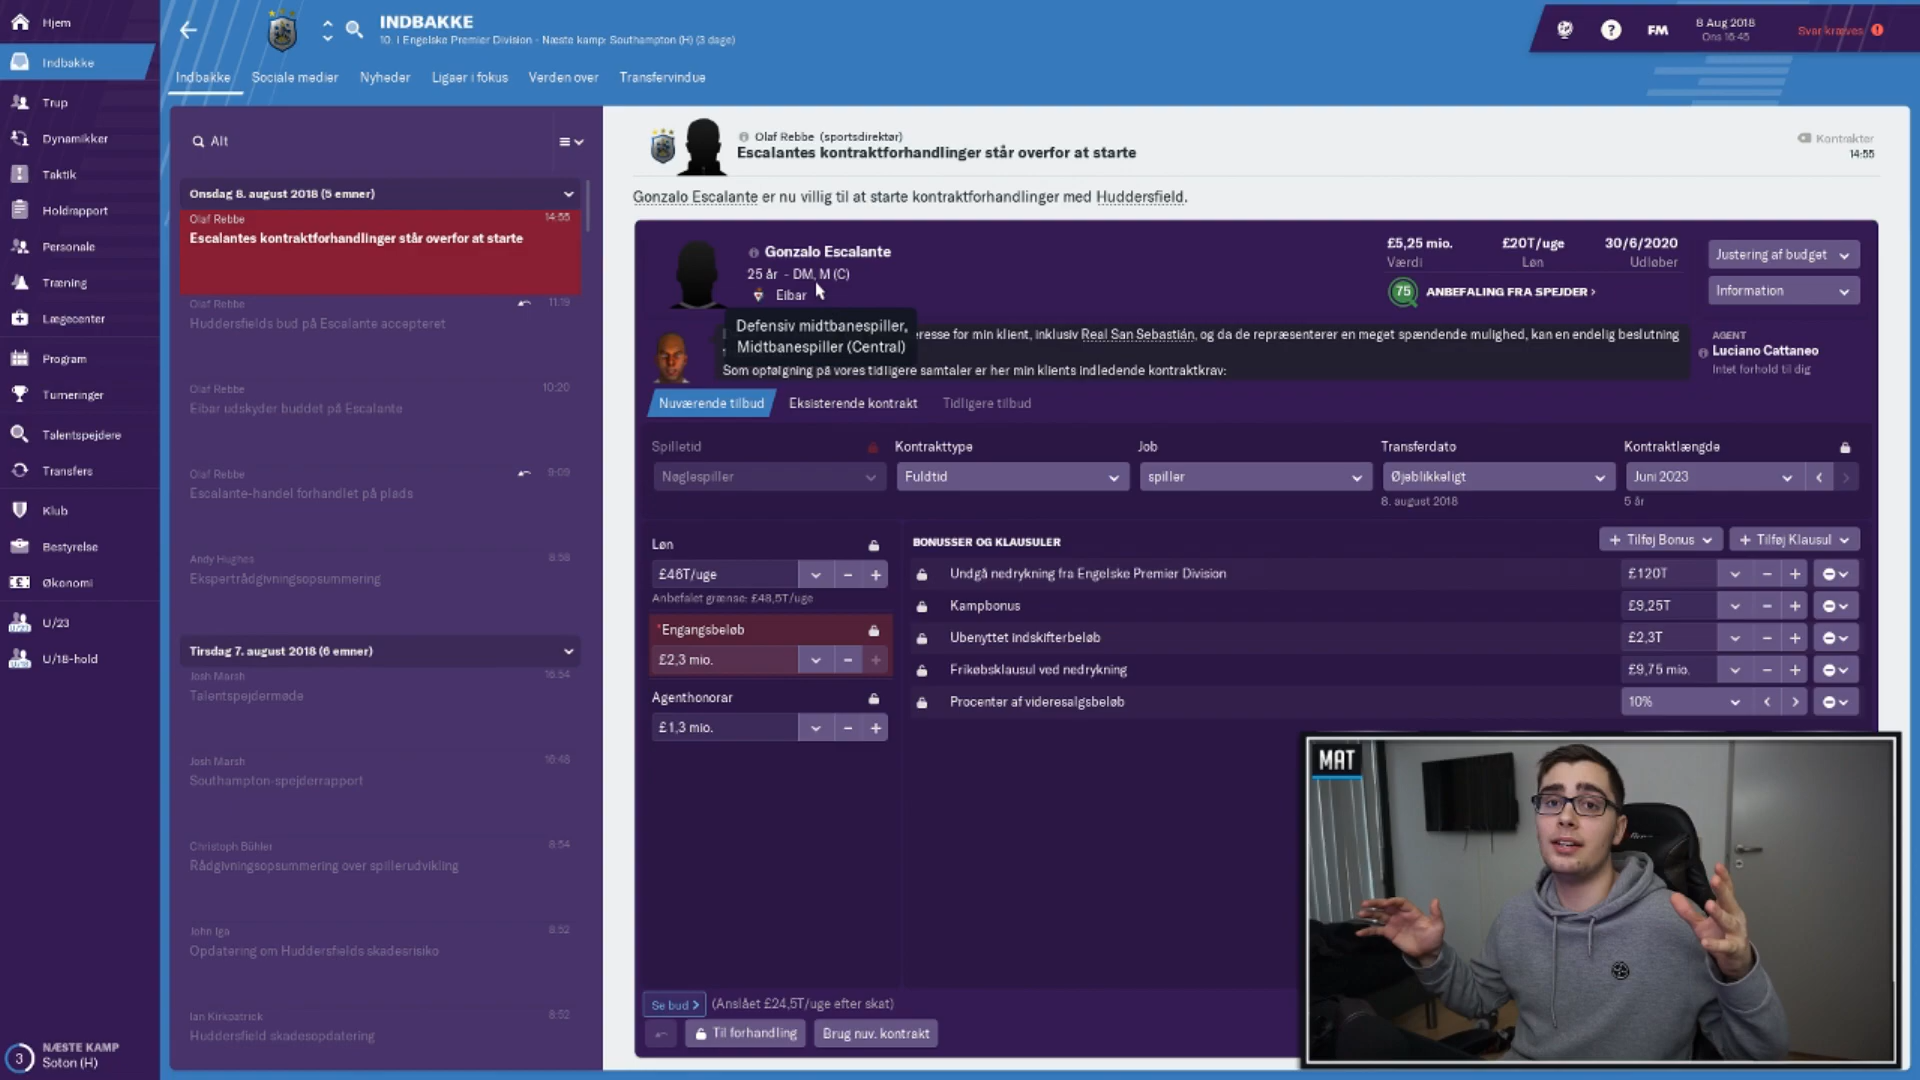 Hjem
Indbakke
Trup
Dynamikker
Taktik
Holdrapport
Personale
Træning
Lægecenter
Program
Turneringer
Talentspejdere
Transfers
Klub
Bestyrelse
Økonomi
U/23
U/18-hold
3
NÆSTE KAMP
Soton (H)
INDBAKKE
10. i Engelske Premier Division - Næste kamp: Southampton (H) (3 dage)
Indbakke Sociale medier Nyheder Ligaer i fokus Verden over Transfervindue
FM
8 Aug 2018
Ons 16:45
Svar kræves
Alt
Onsdag 8. august 2018 (5 emner)
Olaf Rebbe 14:55
Escalantes kontraktforhandlinger står overfor at starte
Olaf Rebbe 11:19
Huddersfields bud på Escalante accepteret
Olaf Rebbe 10:20
Eibar udskyder buddet på Escalante
Olaf Rebbe 9:09
Escalante-handel forhandlet på plads
Andy Hughes 8:58
Ekspertrådgivningsopsummering
Tirsdag 7. august 2018 (6 emner)
Josh Marsh 16:54
Talentspejdermøde
Josh Marsh 16:48
Southampton-spejderrapport
Christoph Bühler 8:54
Rådgivningsopsummering over spillerudvikling
John Iga 8:52
Opdatering om Huddersfields skadesrisiko
Ian Kirkpatrick 8:52
Huddersfield skadesopdatering
Olaf Rebbe (sportsdirektør)
Escalantes kontraktforhandlinger står overfor at starte
Kontrakter
14:55
Gonzalo Escalante er nu villig til at starte kontraktforhandlinger med Huddersfield.
Gonzalo Escalante
25 år - DM, M (C)
Eibar
£5,25 mio. £20T/uge 30/6/2020
Værdi Løn Udløber
75 ANBEFALING FRA SPEJDER >
Justering af budget
Information
Defensiv midtbanespiller,
Midtbanespiller (Central)
resse for min klient, inklusiv Real San Sebastián, og da de repræsenterer en meget spændende mulighed, kan en endelig beslutning
Som opfølgning på vores tidligere samtaler er her min klients indledende kontraktkrav:
AGENT
Luciano Cattaneo
Intet forhold til dig
Nuværende tilbud Eksisterende kontrakt Tidligere tilbud
Spilletid Kontrakttype Job Transferdato Kontraktlængde
Nøglespiller Fuldtid spiller Øjeblikkeligt Juni 2023
8. august 2018 5 år
Løn
£46T/uge
Anbefalet grænse: £48,5T/uge
*Engangsbeløb
£2,3 mio.
Agenthonorar
£1,3 mio.
BONUSSER OG KLAUSULER
+ Tilføj Bonus + Tilføj Klausul
Undgå nedrykning fra Engelske Premier Division £120T
Kampbonus £9,25T
Ubenyttet indskifterbeløb £2,3T
Frikøbsklausul ved nedrykning £9,75 mio.
Procenter af videresalgsbeløb 10%
Se bud > (Anslået £24,5T/uge efter skat)
Til forhandling Brug nuv. kontrakt
MAT